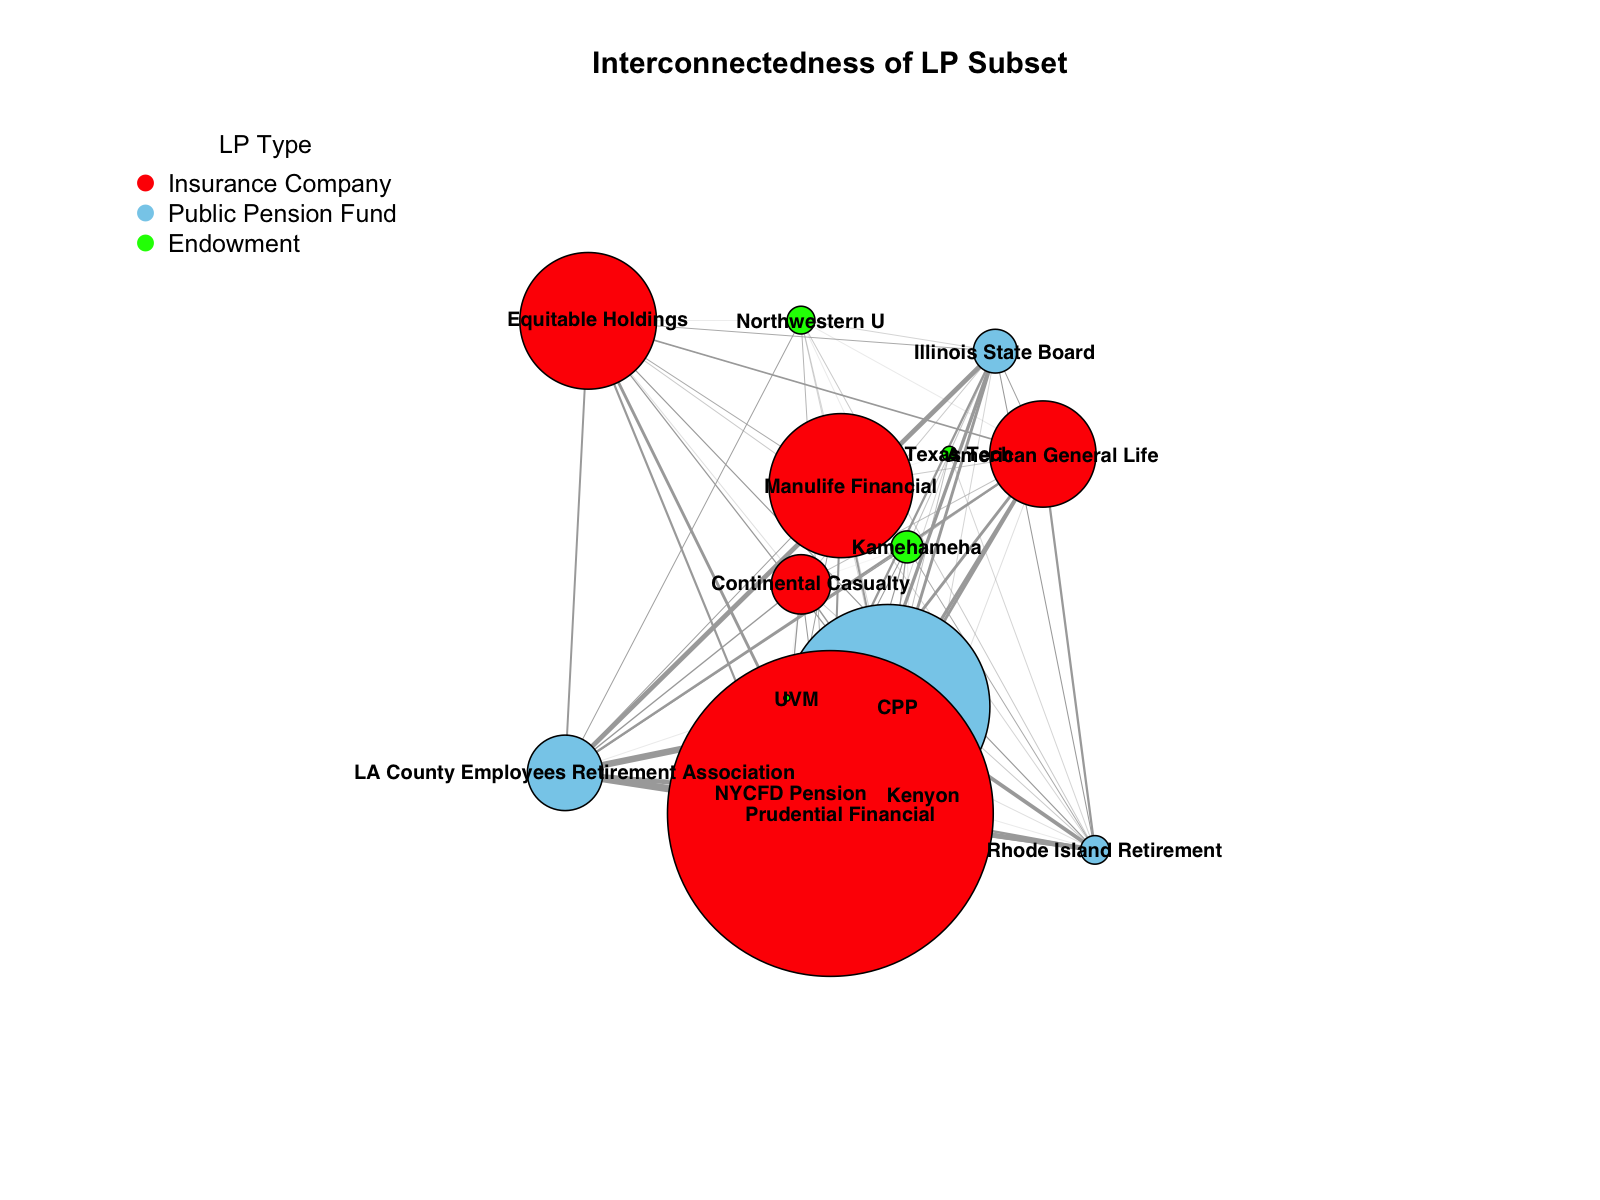 Interconnectedness of LP Subset
LP Type
Insurance Company
Public Pension Fund
Endowment
Equitable Holdings
Northwestern U
Illinois State Board
Texas Tech
American General Life
Manulife Financial
Kamehameha
Continental Casualty
UVM
CPP
LA County Employees Retirement Association
NYCFD Pension
Kenyon
Prudential Financial
Rhode Island Retirement